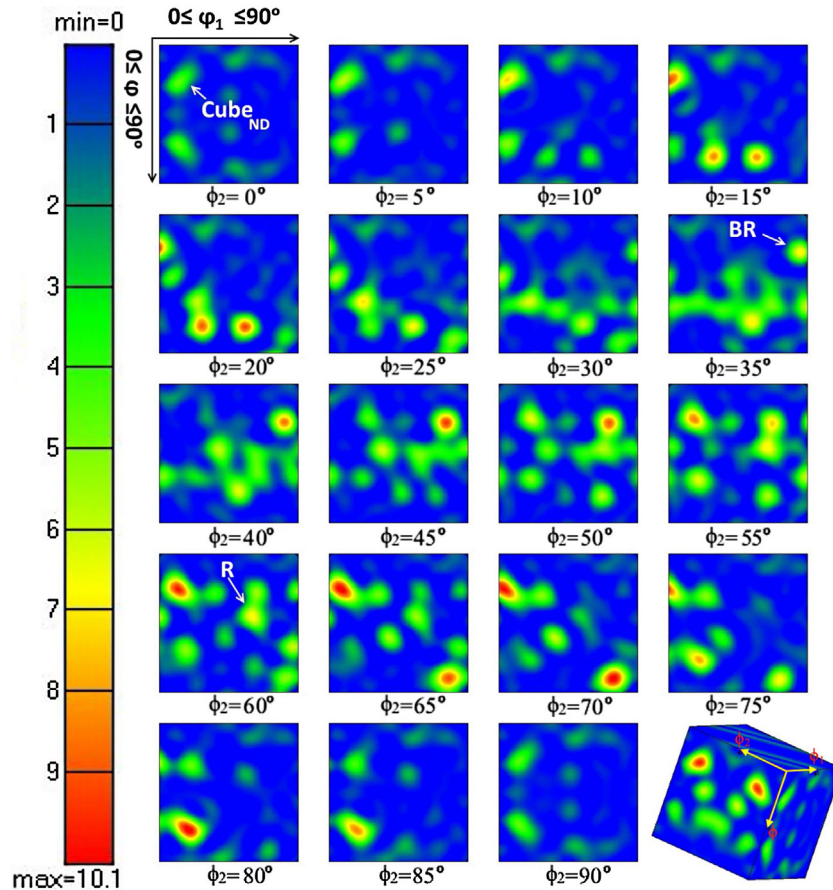 min=0
1
2
3
4
5
6
7
8
9
max=10.1
0≤ φ₁ ≤90°
0≤ φ ≤90°
Cube ND
ϕ₂= 0°
ϕ₂= 5°
ϕ₂= 10°
ϕ₂= 15°
BR
ϕ₂= 20°
ϕ₂= 25°
ϕ₂= 30°
ϕ₂= 35°
ϕ₂= 40°
ϕ₂= 45°
ϕ₂= 50°
ϕ₂= 55°
R
ϕ₂= 60°
ϕ₂= 65°
ϕ₂= 70°
ϕ₂= 75°
ϕ₂= 80°
ϕ₂= 85°
ϕ₂= 90°
ϕ₂
ϕ₁
ϕ